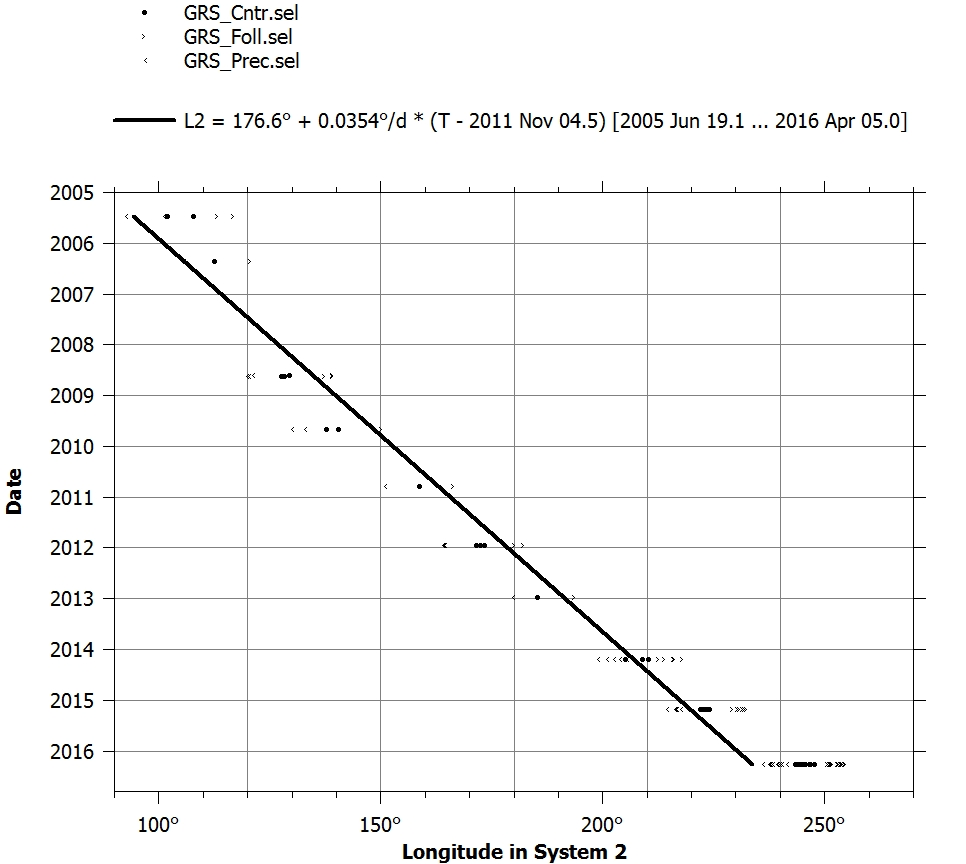 GRS_Cntr.sel
GRS_Foll.sel
GRS_Prec.sel
L2 = 176.6° + 0.0354°/d * (T - 2011 Nov 04.5) [2005 Jun 19.1 ... 2016 Apr 05.0]
2005
2006
2007
2008
2009
2010
2011
2012
2013
2014
2015
2016
Date
100° 150° 200° 250°
Longitude in System 2